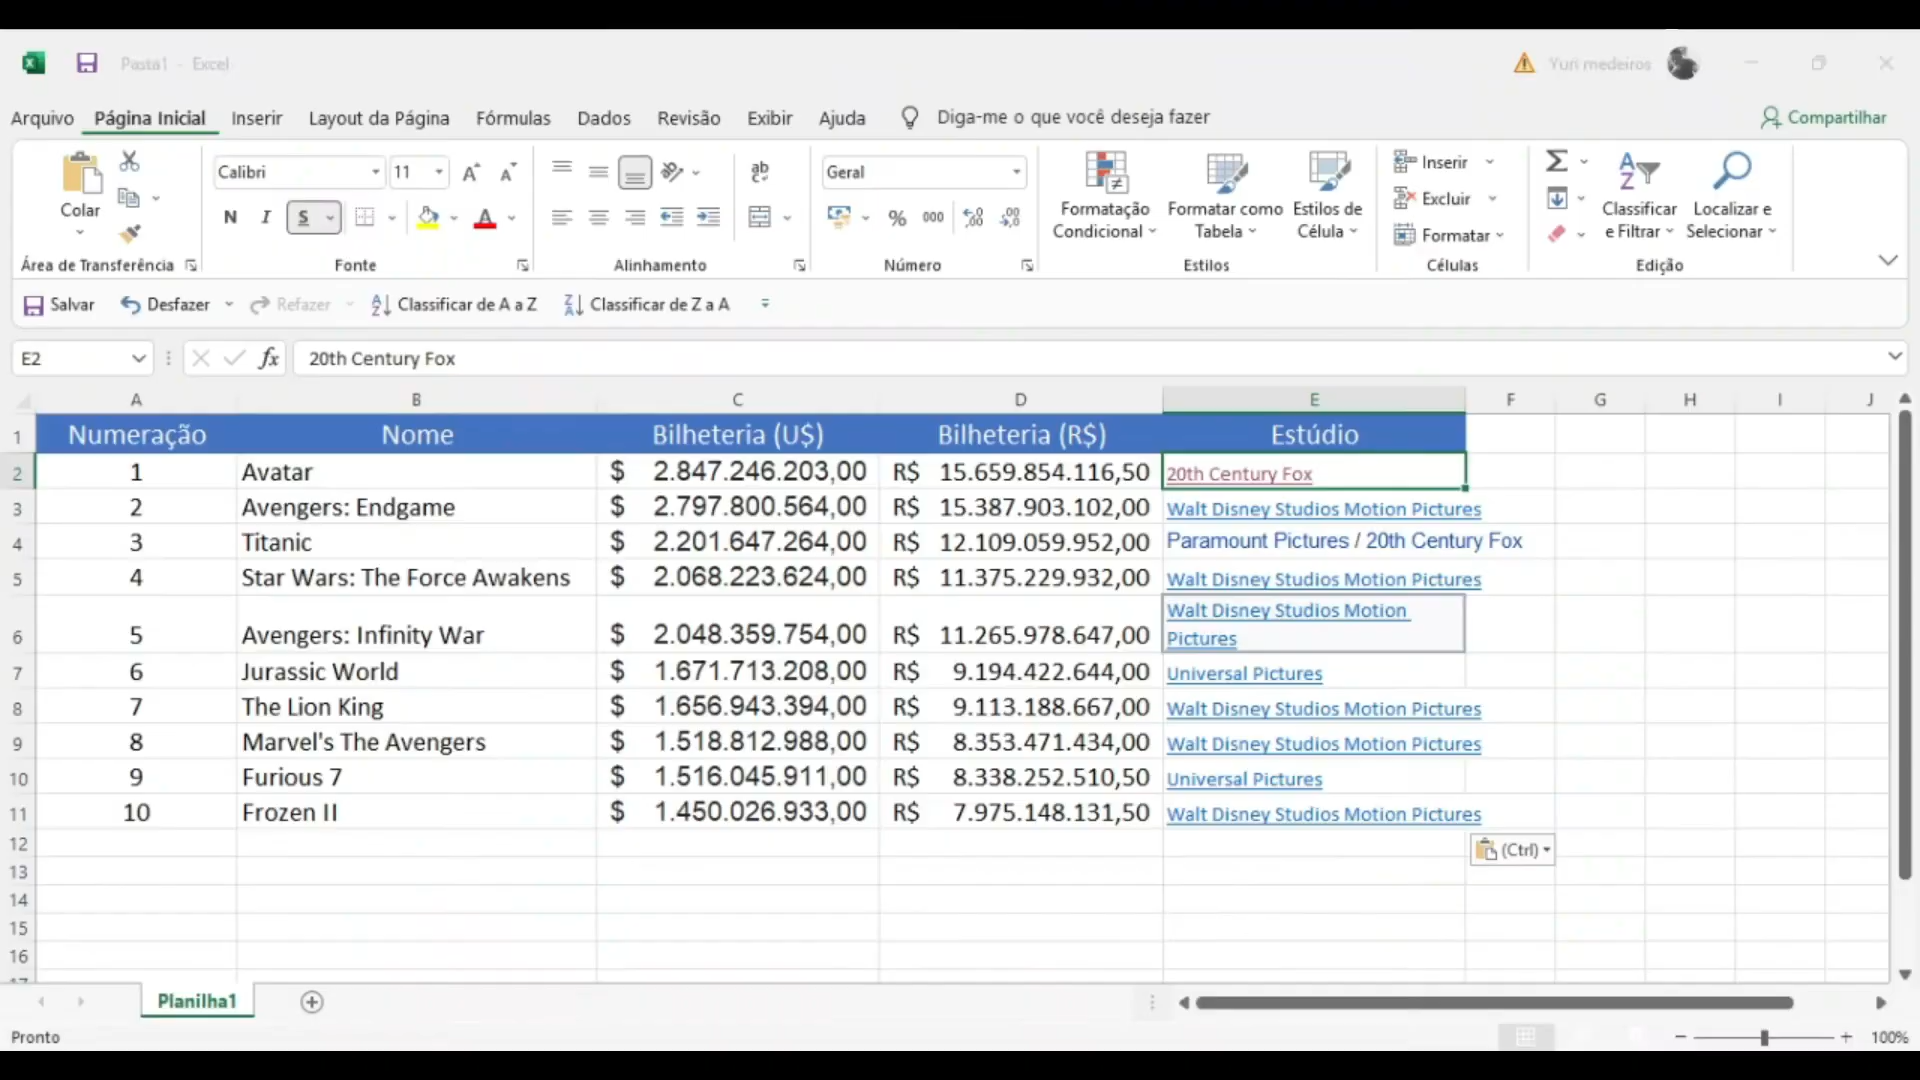 Pasta1 - Excel
Yuri medeiros
Arquivo Página Inicial Inserir Layout da Página Fórmulas Dados Revisão Exibir Ajuda Diga-me o que você deseja fazer Compartilhar
Colar
Área de Transferência
Calibri 11
N I S
Fonte
ab
Alinhamento
Geral
% 000
Número
Formatação Condicional
Formatar como Tabela
Estilos de Célula
Estilos
Inserir
Excluir
Formatar
Células
Classificar e Filtrar
Localizar e Selecionar
Edição
Salvar Desfazer Refazer Classificar de A a Z Classificar de Z a A
E2 fx 20th Century Fox
A B C D E F G H I J
1 Numeração Nome Bilheteria (U$) Bilheteria (R$) Estúdio
2 1 Avatar $ 2.847.246.203,00 R$ 15.659.854.116,50 20th Century Fox
3 2 Avengers: Endgame $ 2.797.800.564,00 R$ 15.387.903.102,00 Walt Disney Studios Motion Pictures
4 3 Titanic $ 2.201.647.264,00 R$ 12.109.059.952,00 Paramount Pictures / 20th Century Fox
5 4 Star Wars: The Force Awakens $ 2.068.223.624,00 R$ 11.375.229.932,00 Walt Disney Studios Motion Pictures
6 5 Avengers: Infinity War $ 2.048.359.754,00 R$ 11.265.978.647,00 Walt Disney Studios Motion
Pictures
7 6 Jurassic World $ 1.671.713.208,00 R$ 9.194.422.644,00 Universal Pictures
8 7 The Lion King $ 1.656.943.394,00 R$ 9.113.188.667,00 Walt Disney Studios Motion Pictures
9 8 Marvel's The Avengers $ 1.518.812.988,00 R$ 8.353.471.434,00 Walt Disney Studios Motion Pictures
10 9 Furious 7 $ 1.516.045.911,00 R$ 8.338.252.510,50 Universal Pictures
11 10 Frozen II $ 1.450.026.933,00 R$ 7.975.148.131,50 Walt Disney Studios Motion Pictures
12
(Ctrl)
13
14
15
16
Planilha1
Pronto
100%